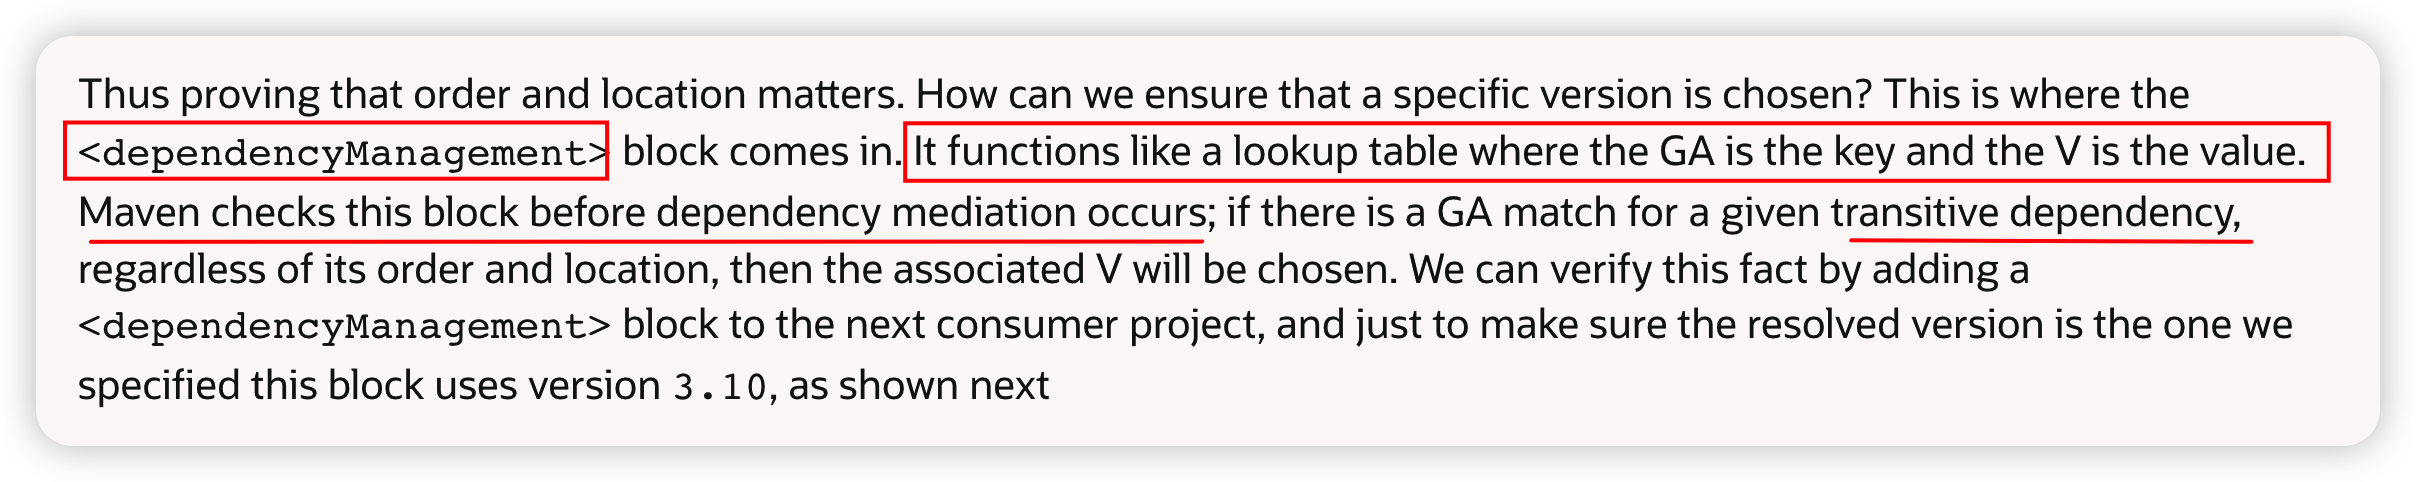 Thus proving that order and location matters. How can we ensure that a specific version is chosen? This is where the
<dependencyManagement> block comes in. It functions like a lookup table where the GA is the key and the V is the value.
Maven checks this block before dependency mediation occurs; if there is a GA match for a given transitive dependency,
regardless of its order and location, then the associated V will be chosen. We can verify this fact by adding a
<dependencyManagement> block to the next consumer project, and just to make sure the resolved version is the one we
specified this block uses version 3.10, as shown next